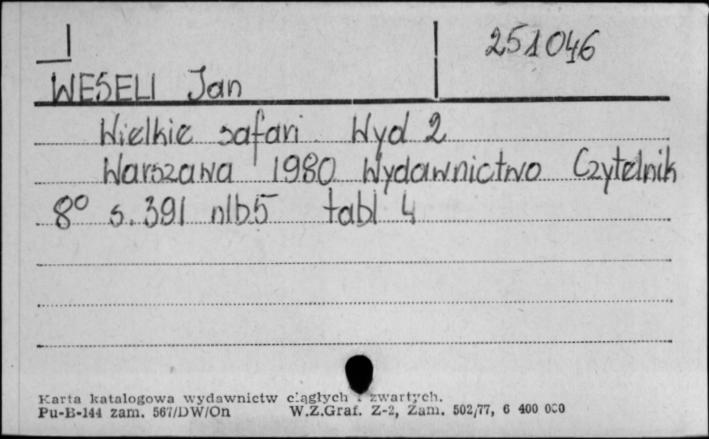 251046
WESELI Jan
Wielkie safari. Wyd 2
Warszawa 1980 Wydawnictwo Czytelnik
8° s.391 nlb.5 tabl 4
Karta katalogowa wydawnictw ciągłych i zwartych.
Pu-B-144 zam. 567/DW/On W.Z.Graf. Z-2, Zam. 502/77, 6 400 000